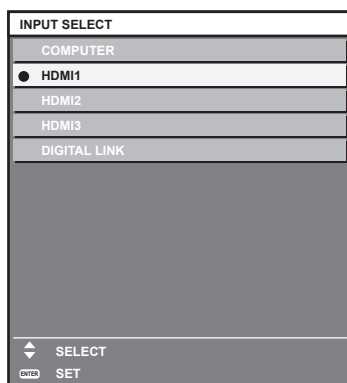 INPUT SELECT
COMPUTER
HDMI1
HDMI2
HDMI3
DIGITAL LINK
SELECT
ENTER SET